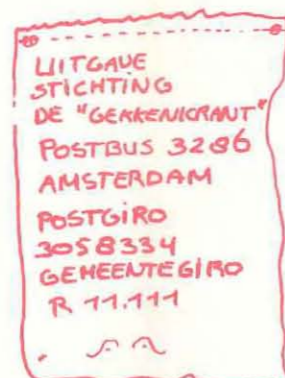 UITGAVE
STICHTING
DE "GEKKENKRANT"
POSTBUS 3286
AMSTERDAM
POSTGIRO
3058334
GEMEENTEGIRO
R 11.111